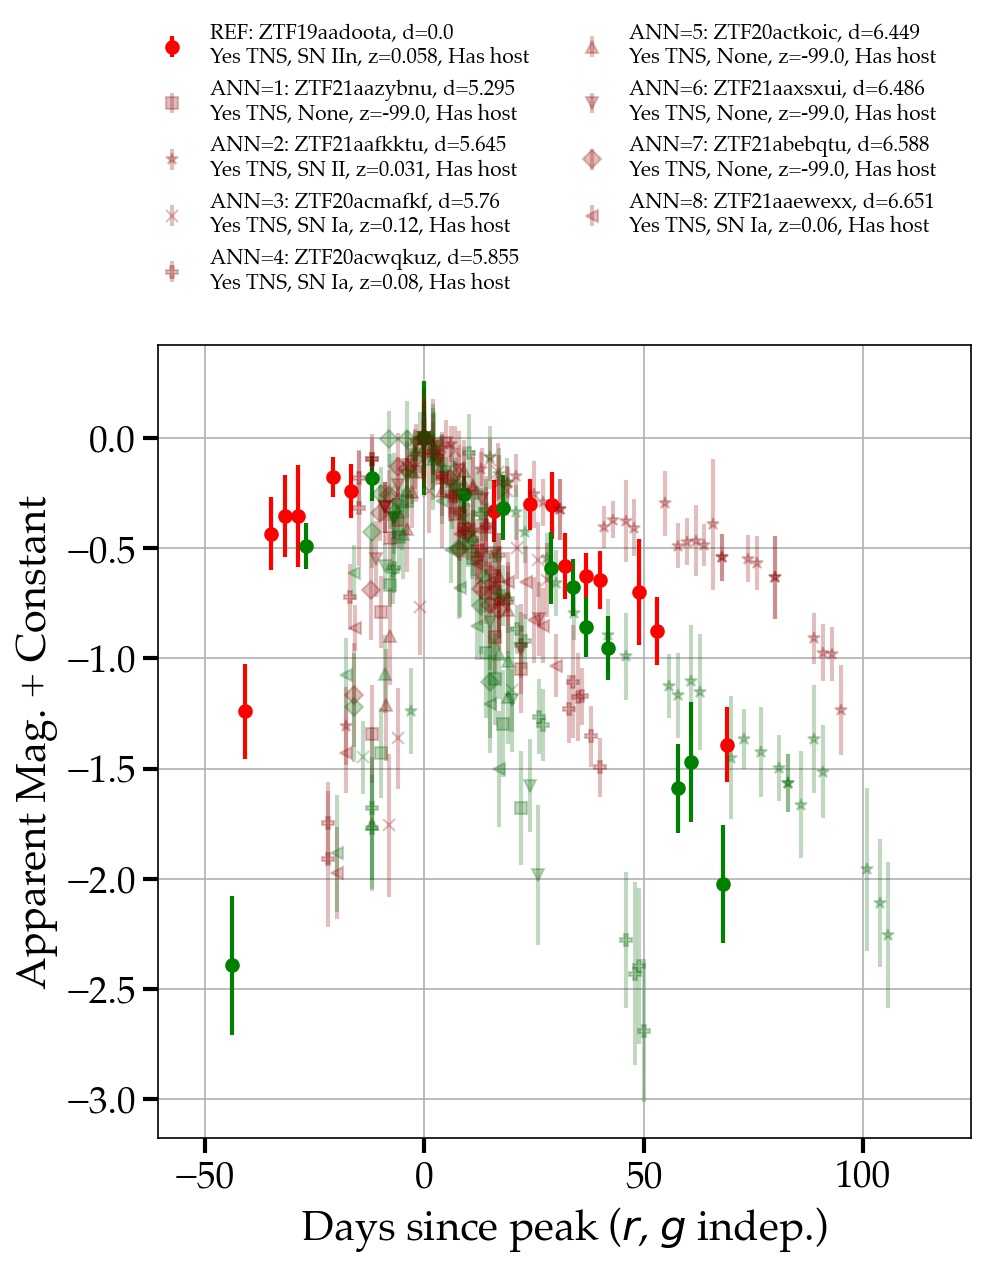 REF: ZTF19aadoota, d=0.0
Yes TNS, SN IIn, z=0.058, Has host
ANN=1: ZTF21aazybnu, d=5.295
Yes TNS, None, z=-99.0, Has host
ANN=2: ZTF21aafkktu, d=5.645
Yes TNS, SN II, z=0.031, Has host
ANN=3: ZTF20acmafkf, d=5.76
Yes TNS, SN Ia, z=0.12, Has host
ANN=4: ZTF20acwqkuz, d=5.855
Yes TNS, SN Ia, z=0.08, Has host
ANN=5: ZTF20actkoic, d=6.449
Yes TNS, None, z=-99.0, Has host
ANN=6: ZTF21aaxsxui, d=6.486
Yes TNS, None, z=-99.0, Has host
ANN=7: ZTF21abebqtu, d=6.588
Yes TNS, None, z=-99.0, Has host
ANN=8: ZTF21aaewexx, d=6.651
Yes TNS, SN Ia, z=0.06, Has host
Apparent Mag. + Constant
0.0
−0.5
−1.0
−1.5
−2.0
−2.5
−3.0
−50
0
50
100
Days since peak (r, g indep.)